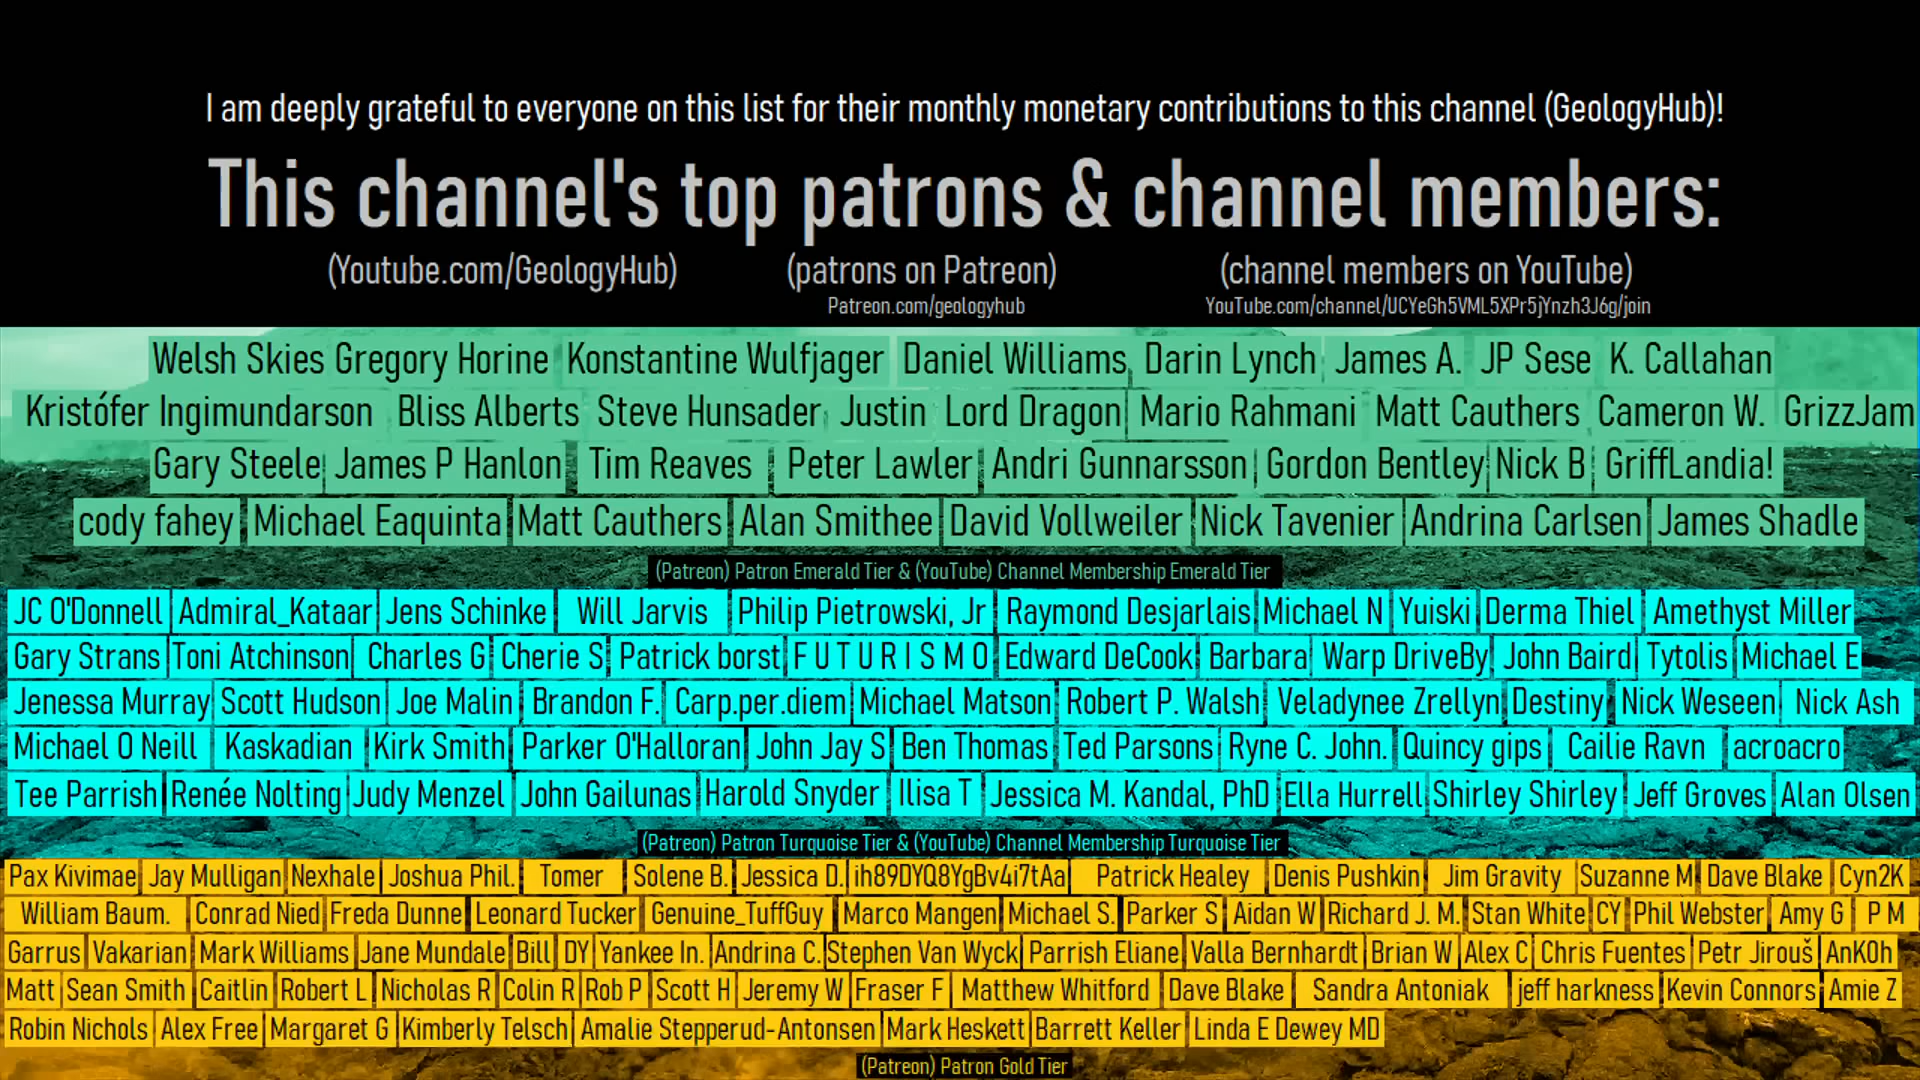 I am deeply grateful to everyone on this list for their monthly monetary contributions to this channel (GeologyHub)!
This channel's top patrons & channel members:
(Youtube.com/GeologyHub) (patrons on Patreon) (channel members on YouTube)
Patreon.com/geologyhub YouTube.com/channel/UCYeGh5VML5XPr5jYnzh3J6g/join
Welsh Skies Gregory Horine Konstantine Wulfjager Daniel Williams Darin Lynch James A. JP Sese K. Callahan
Kristófer Ingimundarson Bliss Alberts Steve Hunsader Justin Lord Dragon Mario Rahmani Matt Cauthers Cameron W. GrizzJam
Gary Steele James P Hanlon Tim Reaves Peter Lawler Andri Gunnarsson Gordon Bentley Nick B GriffLandia!
cody fahey Michael Eaquinta Matt Cauthers Alan Smithee David Vollweiler Nick Tavenier Andrina Carlsen James Shadle
(Patreon) Patron Emerald Tier & (YouTube) Channel Membership Emerald Tier
JC O'Donnell Admiral_Kataar Jens Schinke Will Jarvis Philip Pietrowski, Jr Raymond Desjarlais Michael N Yuiski Derma Thiel Amethyst Miller
Gary Strans Toni Atchinson Charles G Cherie S Patrick borst F U T U R I S M O Edward DeCook Barbara Warp DriveBy John Baird Tytolis Michael E
Jenessa Murray Scott Hudson Joe Malin Brandon F. Carp.per.diem Michael Matson Robert P. Walsh Veladynee Zrellyn Destiny Nick Weseen Nick Ash
Michael O Neill Kaskadian Kirk Smith Parker O'Halloran John Jay S Ben Thomas Ted Parsons Ryne C. John. Quincy gips Cailie Ravn acroacro
Tee Parrish Renée Nolting Judy Menzel John Gailunas Harold Snyder Ilisa T Jessica M. Kandal, PhD Ella Hurrell Shirley Shirley Jeff Groves Alan Olsen
(Patreon) Patron Turquoise Tier & (YouTube) Channel Membership Turquoise Tier
Pax Kivimae Jay Mulligan Nexhale Joshua Phil. Tomer Solene B. Jessica D. ih89DYQ8YgBv4i7tAa Patrick Healey Denis Pushkin Jim Gravity Suzanne M Dave Blake Cyn2K
William Baum. Conrad Nied Freda Dunne Leonard Tucker Genuine_TuffGuy Marco Mangen Michael S. Parker S Aidan W Richard J. M. Stan White CY Phil Webster Amy G P M
Garrus Vakarian Mark Williams Jane Mundale Bill DY Yankee In. Andrina C. Stephen Van Wyck Parrish Eliane Valla Bernhardt Brian W Alex C Chris Fuentes Petr Jirouš AnK0h
Matt Sean Smith Caitlin Robert L Nicholas R Colin R Rob P Scott H Jeremy W Fraser F Matthew Whitford Dave Blake Sandra Antoniak jeff harkness Kevin Connors Amie Z
Robin Nichols Alex Free Margaret G Kimberly Telsch Amalie Stepperud-Antonsen Mark Heskett Barrett Keller Linda E Dewey MD
(Patreon) Patron Gold Tier